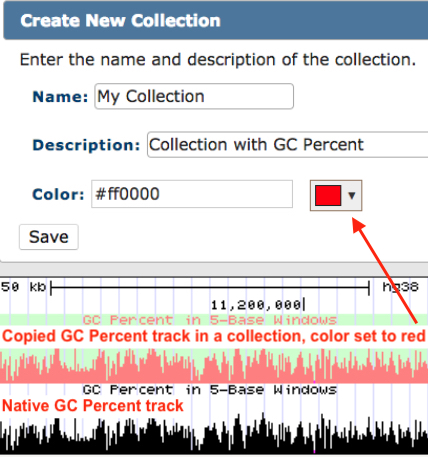 Create New Collection
Enter the name and description of the collection.
Name: My Collection
Description: Collection with GC Percent
Color: #ff0000
Save
50 kb hg38
11,200,000
GC Percent in 5-Base Windows
Copied GC Percent track in a collection, color set to red
GC Percent in 5-Base Windows
Native GC Percent track